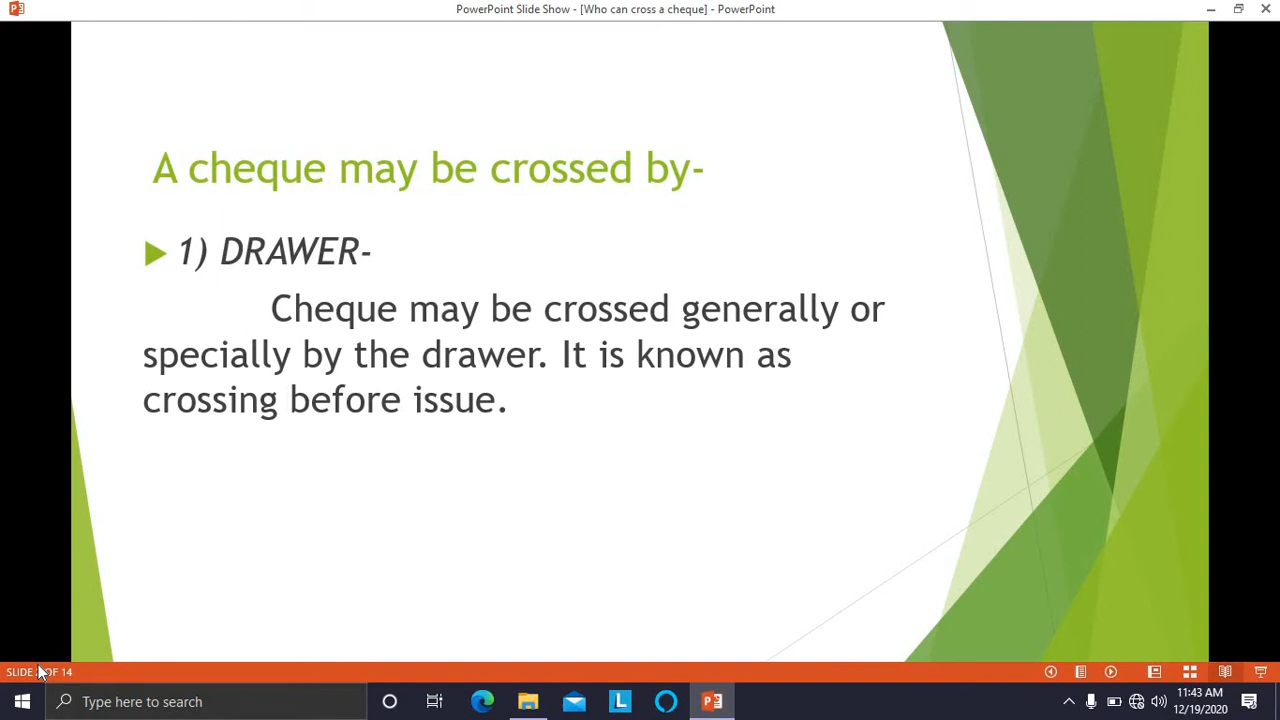 PowerPoint Slide Show - [Who can cross a cheque] - PowerPoint
A cheque may be crossed by-
1) DRAWER-
Cheque may be crossed generally or
specially by the drawer. It is known as
crossing before issue.
SLIDE OF 14
Type here to search
L
11:43 AM
12/19/2020